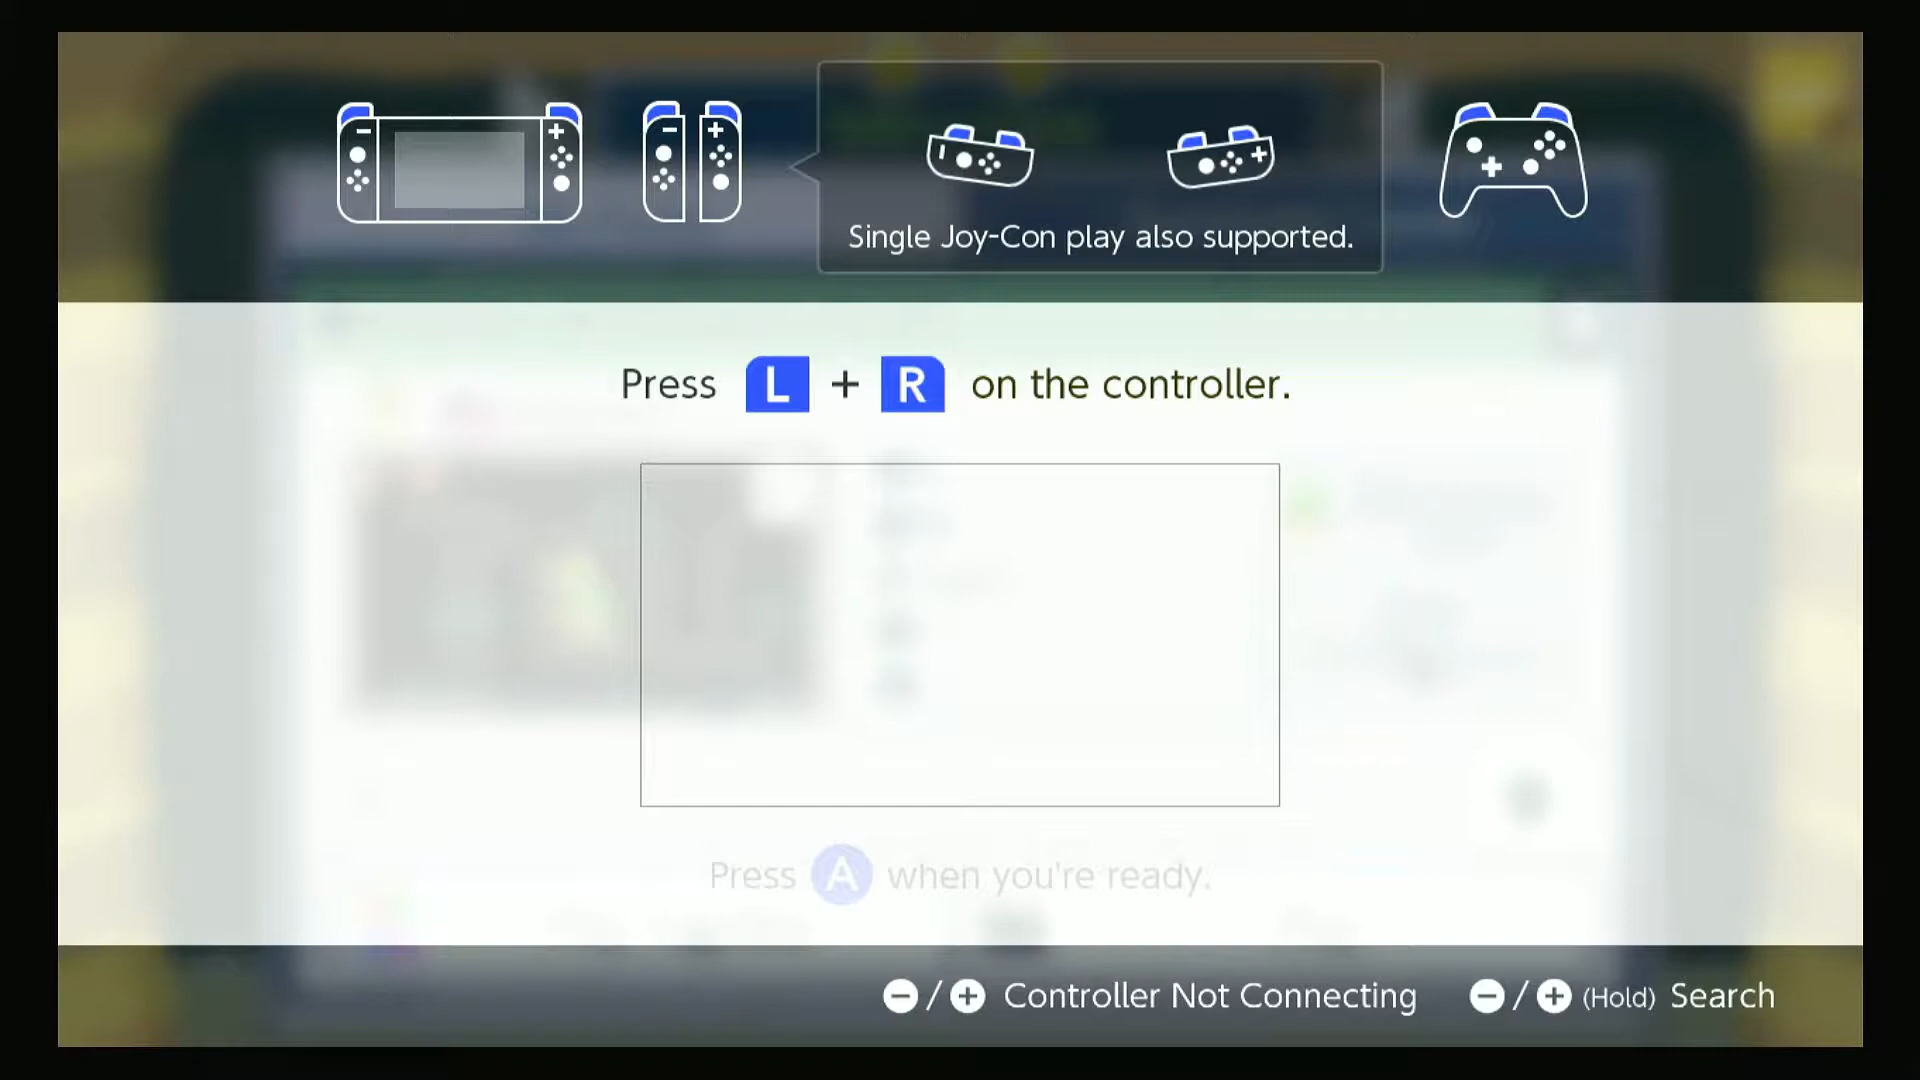 Single Joy-Con play also supported.
Press L + R on the controller.
Press A when you're ready.
−/+ Controller Not Connecting −/+ (Hold) Search